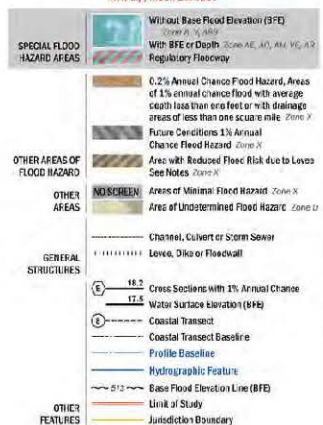 Without Base Flood Elevation (BFE)
Zone A, V, A99
SPECIAL FLOOD
HAZARD AREAS
With BFE or Depth Zone AE, AO, AH, VE, AR
Regulatory Floodway
0.2% Annual Chance Flood Hazard, Areas
of 1% annual chance flood with average
depth less than one foot or with drainage
areas of less than one square mile Zone X
Future Conditions 1% Annual
Chance Flood Hazard Zone X
OTHER AREAS OF
FLOOD HAZARD
Area with Reduced Flood Risk due to Levee
See Notes Zone X
OTHER
AREAS
NO SCREEN
Areas of Minimal Flood Hazard Zone X
Area of Undetermined Flood Hazard Zone D
GENERAL
STRUCTURES
Channel, Culvert or Storm Sewer
Levee, Dike or Floodwall
E 18.2 Cross Sections with 1% Annual Chance
17.5 Water Surface Elevation (BFE)
8 Coastal Transect
Coastal Transect Baseline
Profile Baseline
Hydrographic Feature
513 Base Flood Elevation Line (BFE)
OTHER
FEATURES
Limit of Study
Jurisdiction Boundary